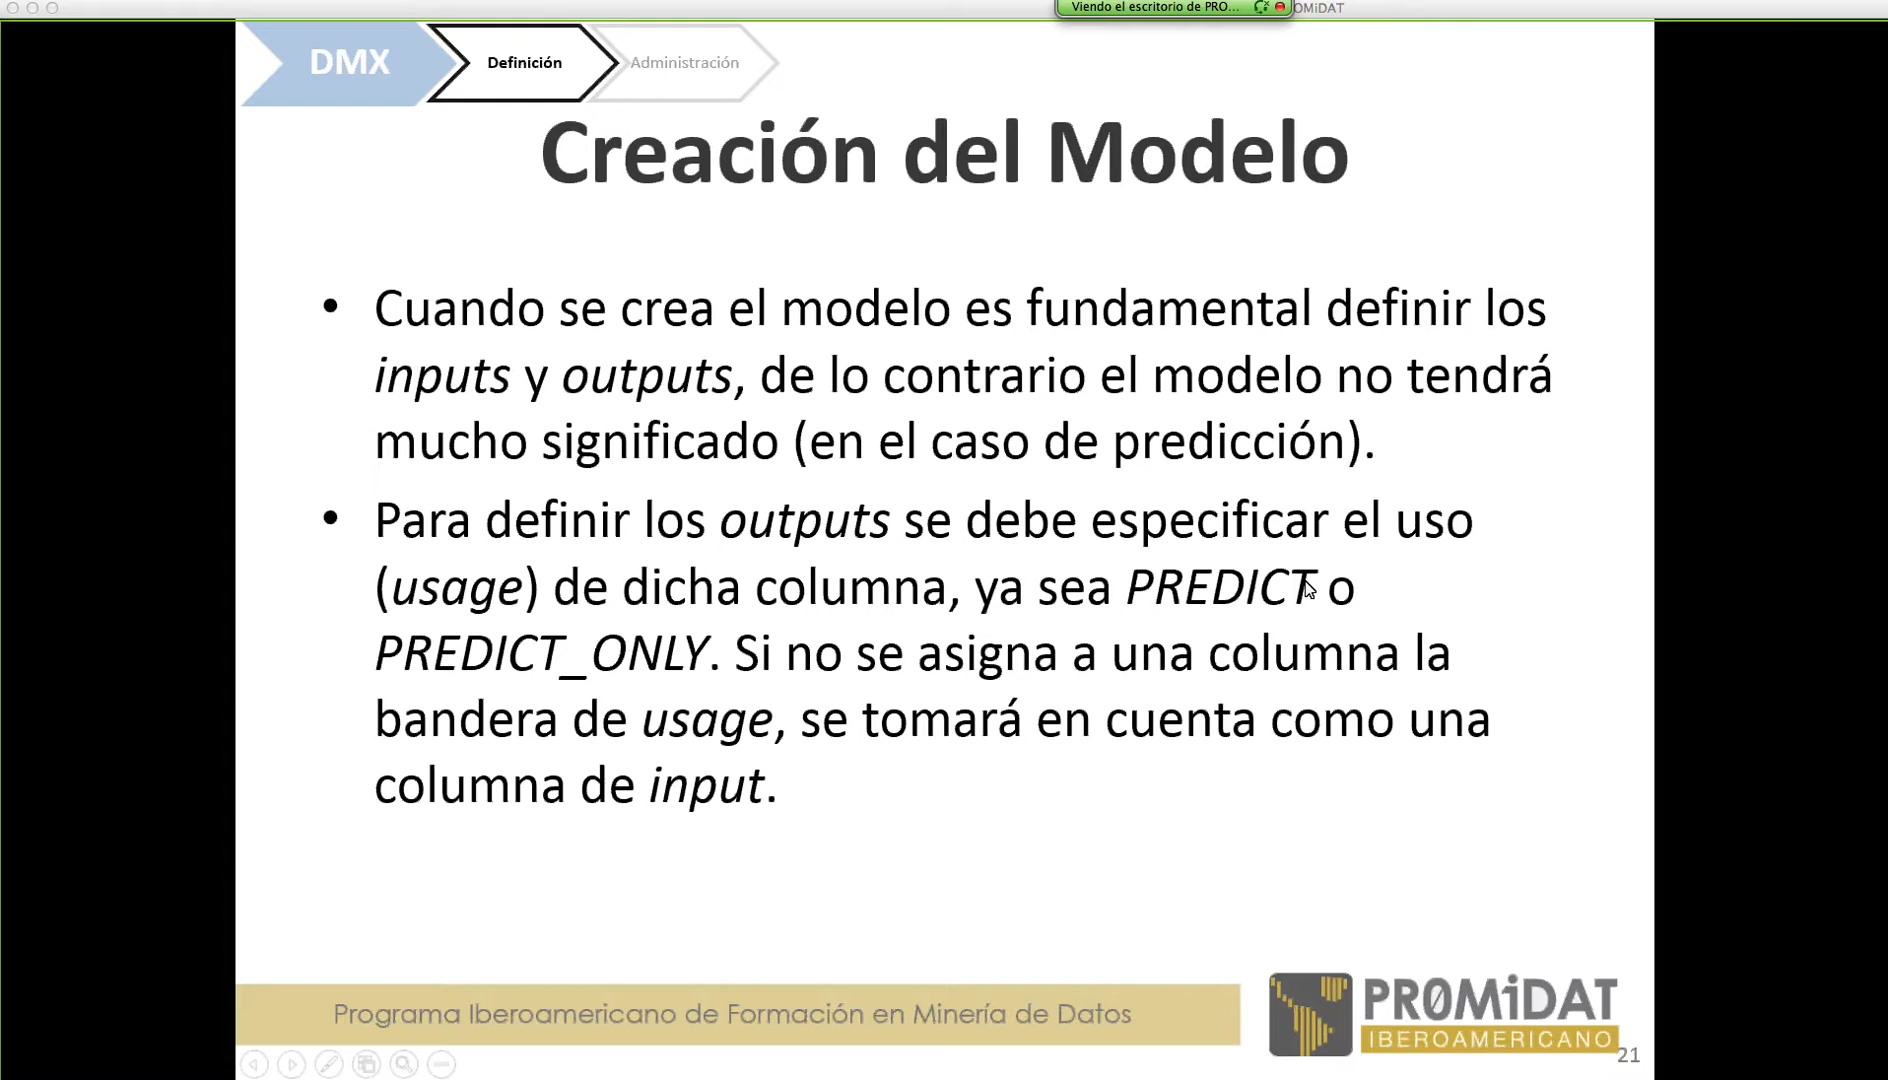 Viendo el escritorio de PRO...
OMiDAT
DMX
Definición
Administración
Creación del Modelo
• Cuando se crea el modelo es fundamental definir los
inputs y outputs, de lo contrario el modelo no tendrá
mucho significado (en el caso de predicción).
• Para definir los outputs se debe especificar el uso
(usage) de dicha columna, ya sea PREDICT o
PREDICT_ONLY. Si no se asigna a una columna la
bandera de usage, se tomará en cuenta como una
columna de input.
Programa Iberoamericano de Formación en Minería de Datos
PROMiDAT
IBEROAMERICANO
21